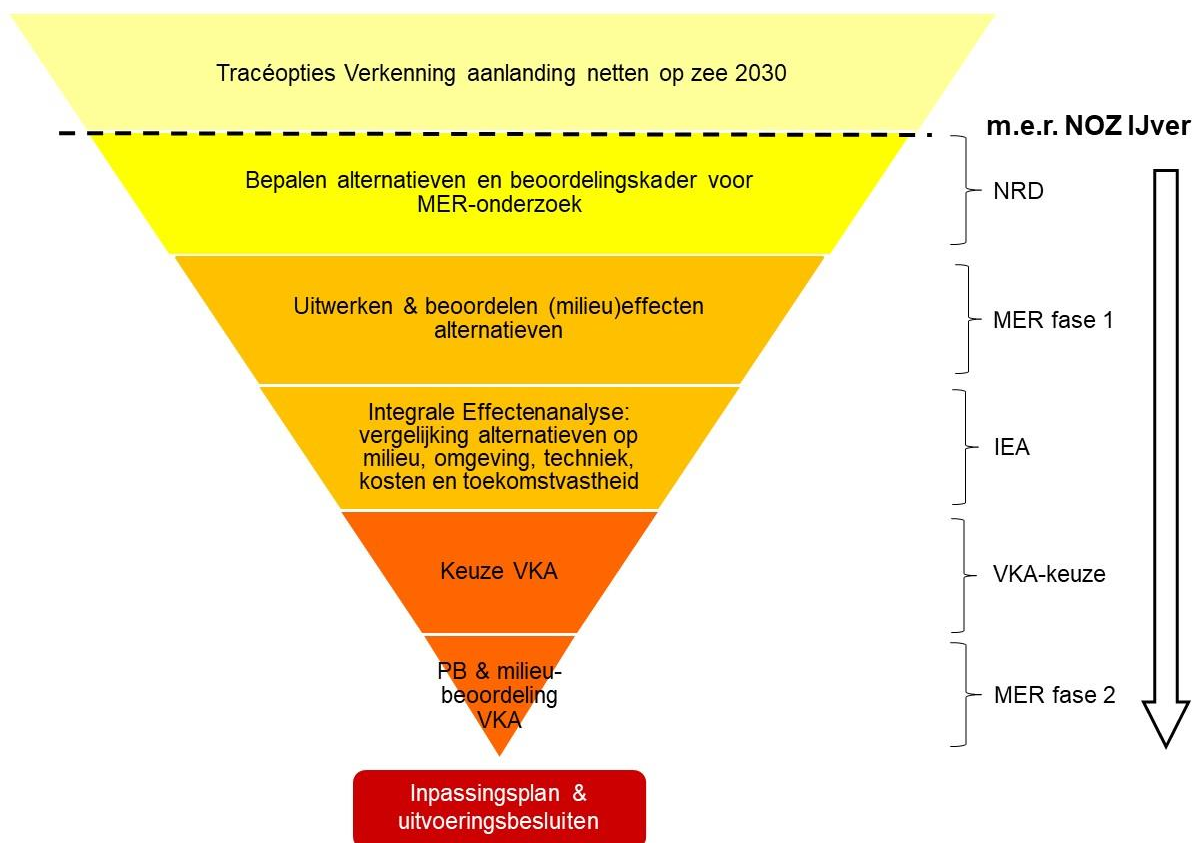 Tracéopties Verkenning aanlanding netten op zee 2030
m.e.r. NOZ IJver
Bepalen alternatieven en beoordelingskader voor
MER-onderzoek
NRD
Uitwerken & beoordelen (milieu)effecten
alternatieven
MER fase 1
Integrale Effectenanalyse:
vergelijking alternatieven op
milieu, omgeving, techniek,
kosten en toekomstvastheid
IEA
Keuze VKA
VKA-keuze
PB & milieu-
beoordeling
VKA
MER fase 2
Inpassingsplan &
uitvoeringsbesluiten